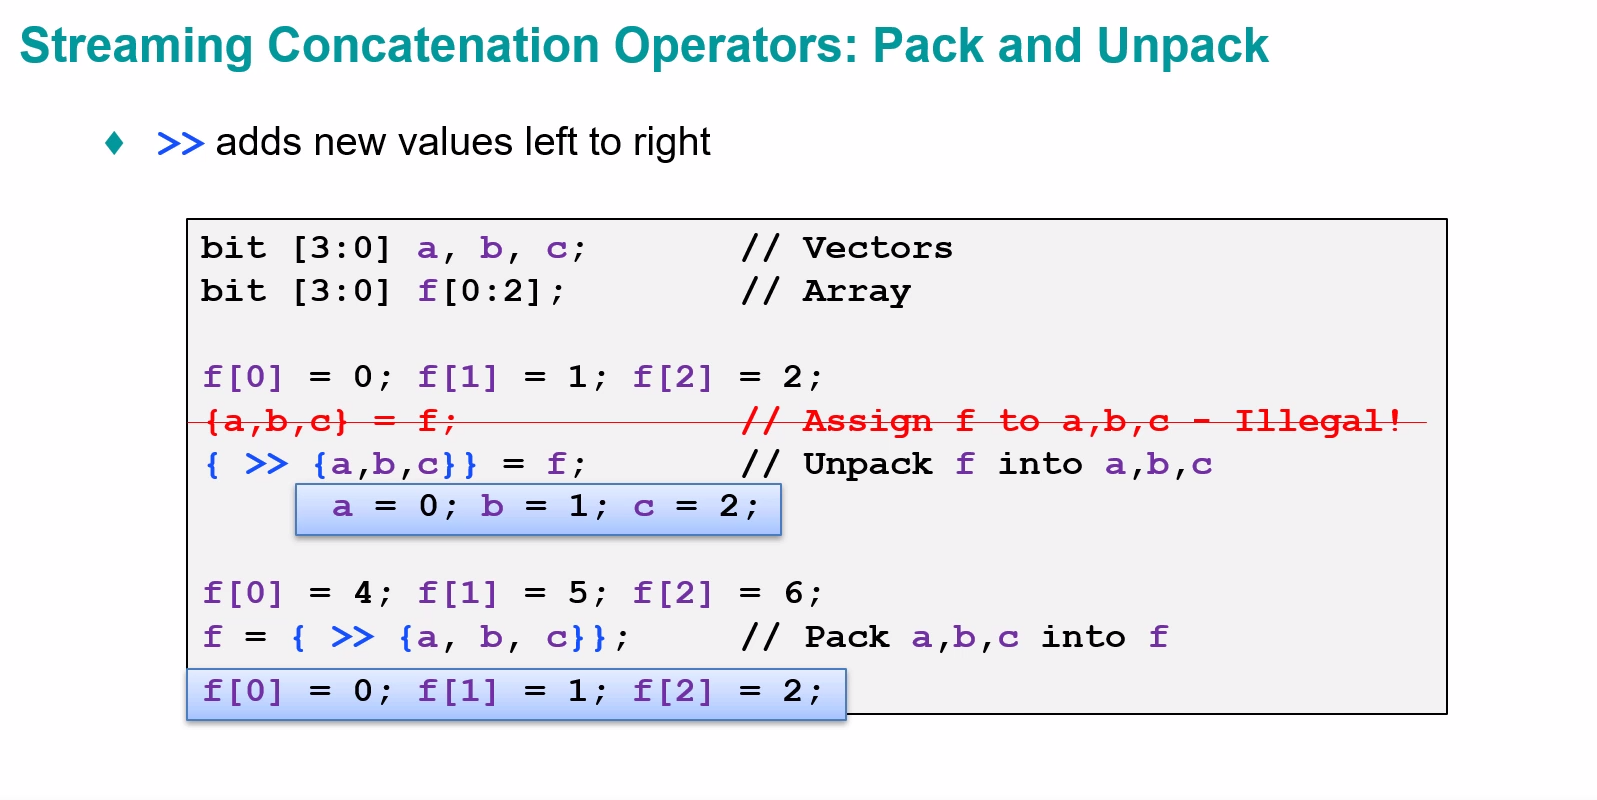 Streaming Concatenation Operators: Pack and Unpack
>> adds new values left to right
bit [3:0] a, b, c; // Vectors
bit [3:0] f[0:2]; // Array
f[0] = 0; f[1] = 1; f[2] = 2;
{a,b,c} = f; // Assign f to a,b,c - Illegal!
{ >> {a,b,c}} = f; // Unpack f into a,b,c
a = 0; b = 1; c = 2;
f[0] = 4; f[1] = 5; f[2] = 6;
f = { >> {a, b, c}}; // Pack a,b,c into f
f[0] = 0; f[1] = 1; f[2] = 2;